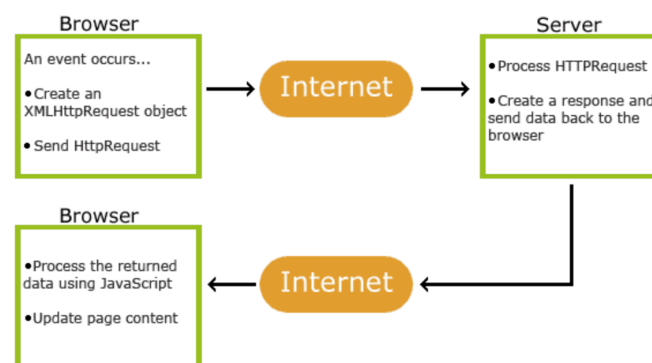 Browser
An event occurs...
•Create an
XMLHttpRequest object
• Send HttpRequest
Internet
Server
•Process HTTPRequest
•Create a response and
send data back to the
browser
Browser
•Process the returned
data using JavaScript
•Update page content
Internet